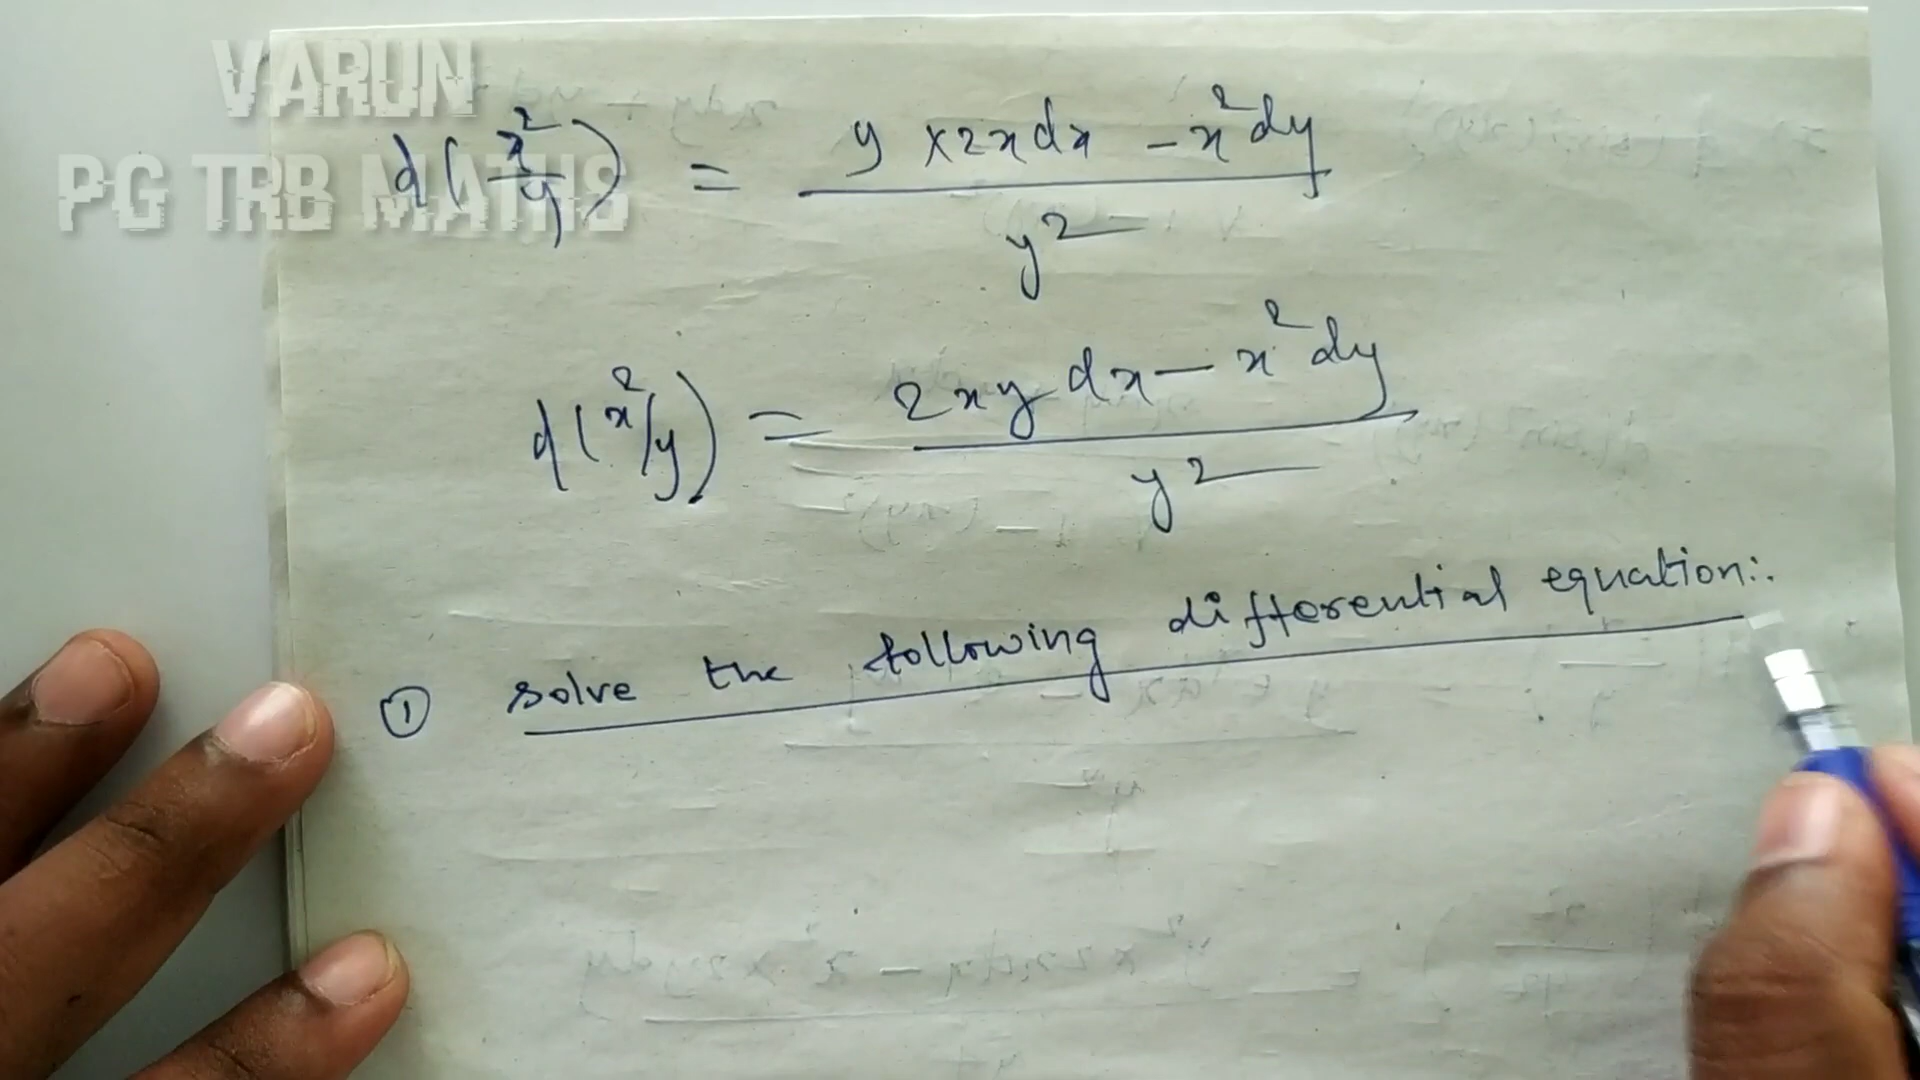 VARUN
PG TRB MATHS
d(x²/y) = y × 2x dx - x² dy / y²
d(x²/y) = 2xy dx - x² dy / y²
① solve the following differential equation:.